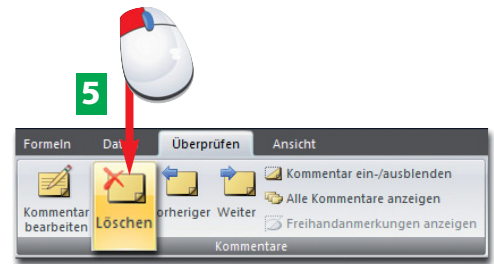 5
Formeln Überprüfen Ansicht
Kommentar bearbeiten
Löschen
Weiter
Kommentar ein-/ausblenden
Alle Kommentare anzeigen
Freihandanmerkungen anzeigen
Kommentare